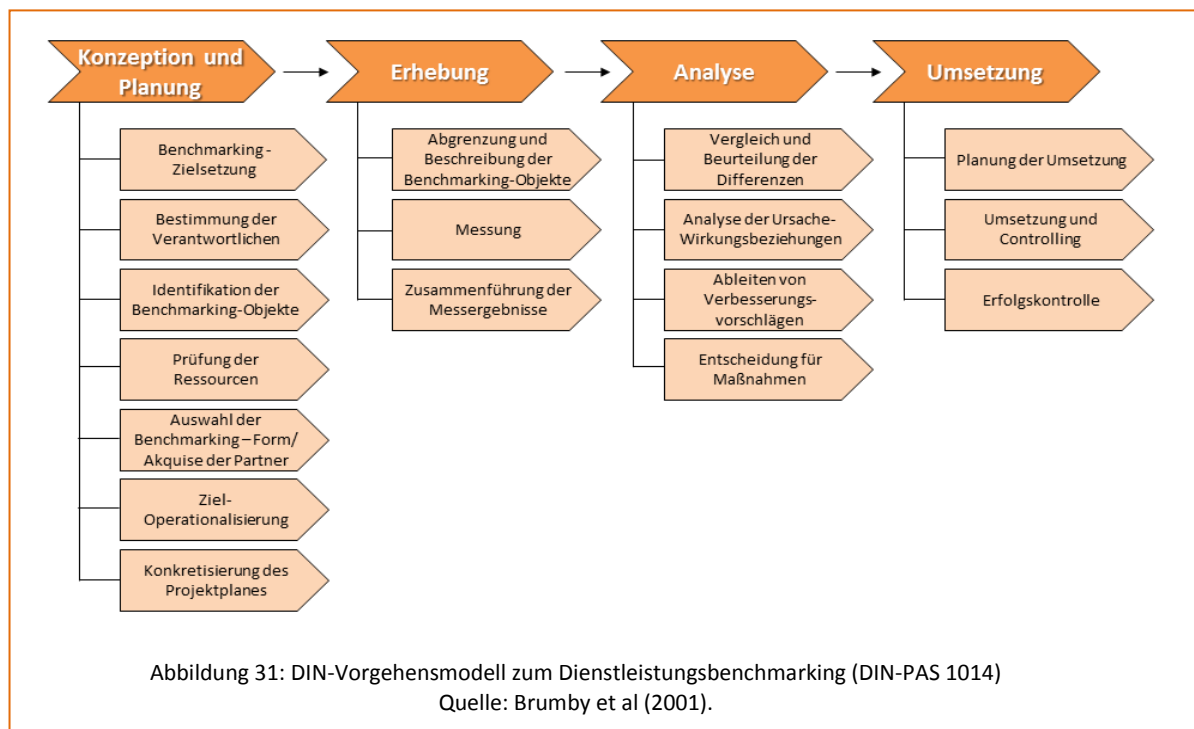 Konzeption und
Planung
Benchmarking -
Zielsetzung
Bestimmung der
Verantwortlichen
Identifikation der
Benchmarking-Objekte
Prüfung der
Ressourcen
Auswahl der
Benchmarking – Form/
Akquise der Partner
Ziel-
Operationalisierung
Konkretisierung des
Projektplanes
Erhebung
Abgrenzung und
Beschreibung der
Benchmarking-Objekte
Messung
Zusammenführung der
Messergebnisse
Analyse
Vergleich und
Beurteilung der
Differenzen
Analyse der Ursache-
Wirkungsbeziehungen
Ableiten von
Verbesserungs-
vorschlägen
Entscheidung für
Maßnahmen
Umsetzung
Planung der Umsetzung
Umsetzung und
Controlling
Erfolgskontrolle
Abbildung 31: DIN-Vorgehensmodell zum Dienstleistungsbenchmarking (DIN-PAS 1014)
Quelle: Brumby et al (2001).